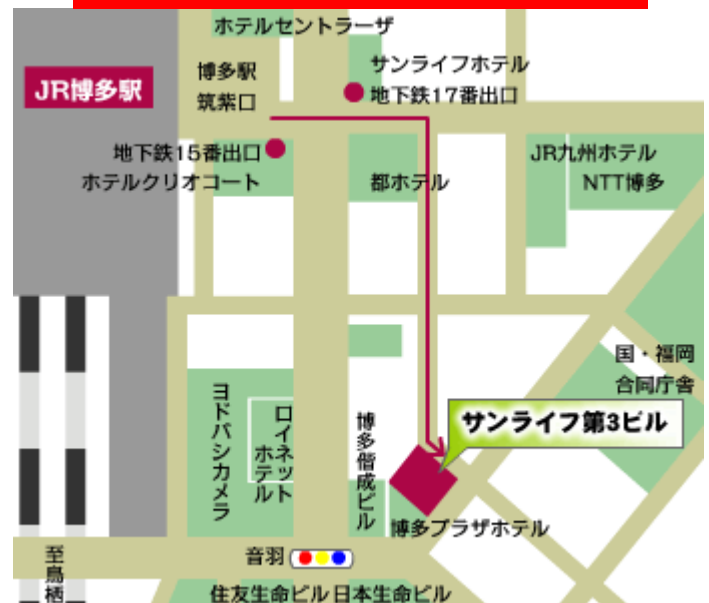 ホテルセントラーザ
サンライフホテル
地下鉄17番出口
博多駅
筑紫口
JR博多駅
地下鉄15番出口
ホテルクリオコート
都ホテル
JR九州ホテル
NTT博多
国・福岡
合同庁舎
サンライフ第3ビル
ヨドバシカメラ
ロイネット
ホテル
博多偕成ビル
博多プラザホテル
音羽
至鳥栖
住友生命ビル
日本生命ビル